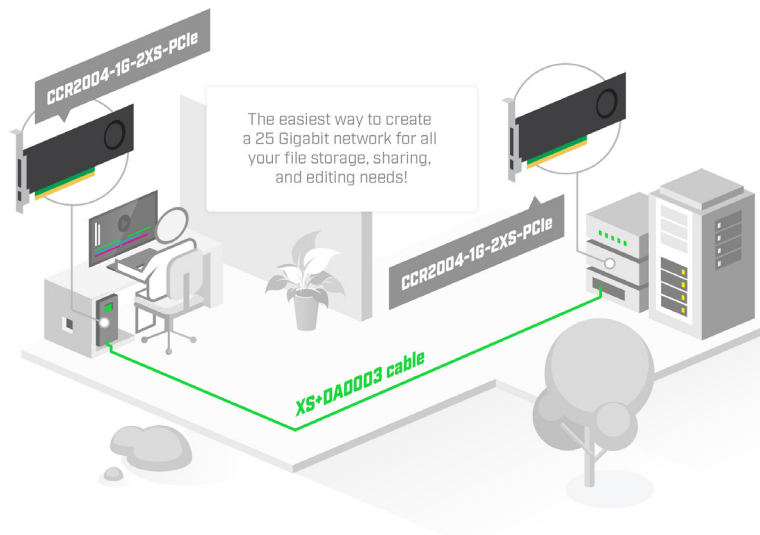 CCR2004-1G-2XS-PCIe
The easiest way to create
a 25 Gigabit network for all
your file storage, sharing,
and editing needs!
CCR2004-1G-2XS-PCIe
XS+DA0003 cable